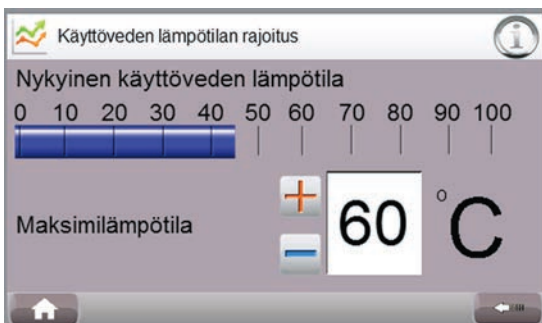 Käyttöveden lämpötilan rajoitus
Nykyinen käyttöveden lämpötila
0 10 20 30 40 50 60 70 80 90 100
Maksimilämpötila
60 °C